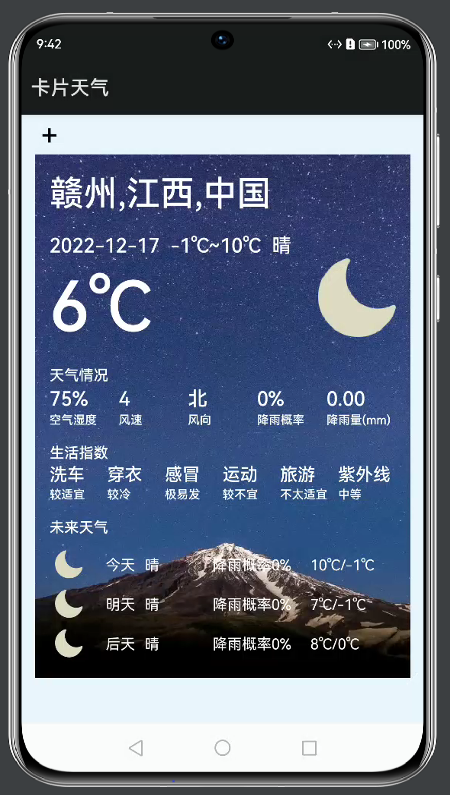 9:42 100%
卡片天气
+
赣州,江西,中国
2022-12-17 -1℃~10℃ 晴
6℃
天气情况
75% 4 北 0% 0.00
空气湿度 风速 风向 降雨概率 降雨量(mm)
生活指数
洗车 穿衣 感冒 运动 旅游 紫外线
较适宜 较冷 极易发 较不宜 不太适宜 中等
未来天气
今天 晴 降雨概率0% 10℃/-1℃
明天 晴 降雨概率0% 7℃/-1℃
后天 晴 降雨概率0% 8℃/0℃